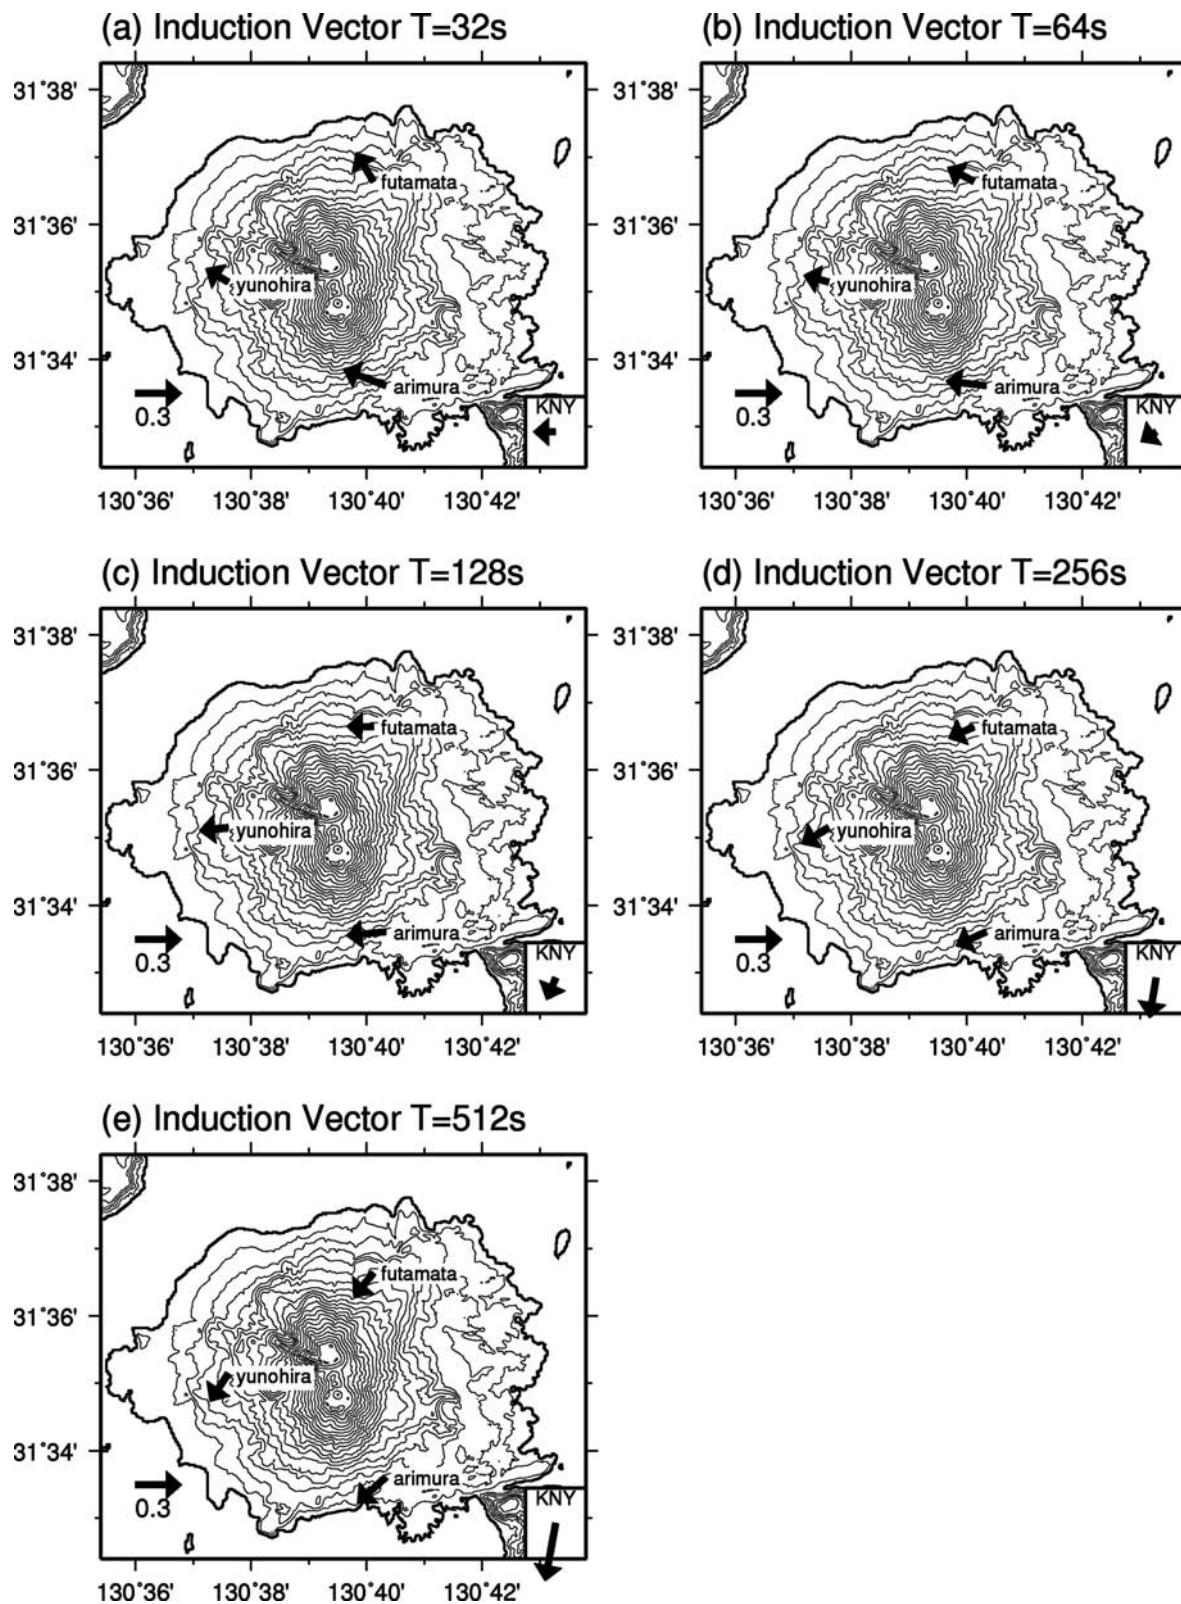 (a) Induction Vector T=32s
31°38'
31°36'
31°34'
futamata
yunohira
arimura
0.3
KNY
130°36' 130°38' 130°40' 130°42'
(b) Induction Vector T=64s
31°38'
31°36'
31°34'
futamata
yunohira
arimura
0.3
KNY
130°36' 130°38' 130°40' 130°42'
(c) Induction Vector T=128s
31°38'
31°36'
31°34'
futamata
yunohira
arimura
0.3
KNY
130°36' 130°38' 130°40' 130°42'
(d) Induction Vector T=256s
31°38'
31°36'
31°34'
futamata
yunohira
arimura
0.3
KNY
130°36' 130°38' 130°40' 130°42'
(e) Induction Vector T=512s
31°38'
31°36'
31°34'
futamata
yunohira
arimura
0.3
KNY
130°36' 130°38' 130°40' 130°42'